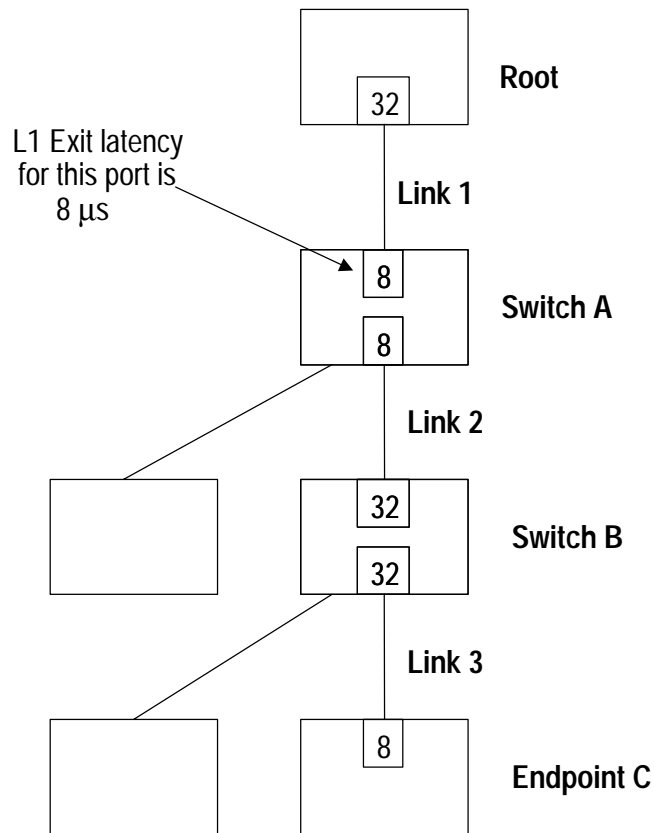 Root
32
L1 Exit latency
for this port is
8 μs
Link 1
8
Switch A
8
Link 2
32
Switch B
32
Link 3
8
Endpoint C